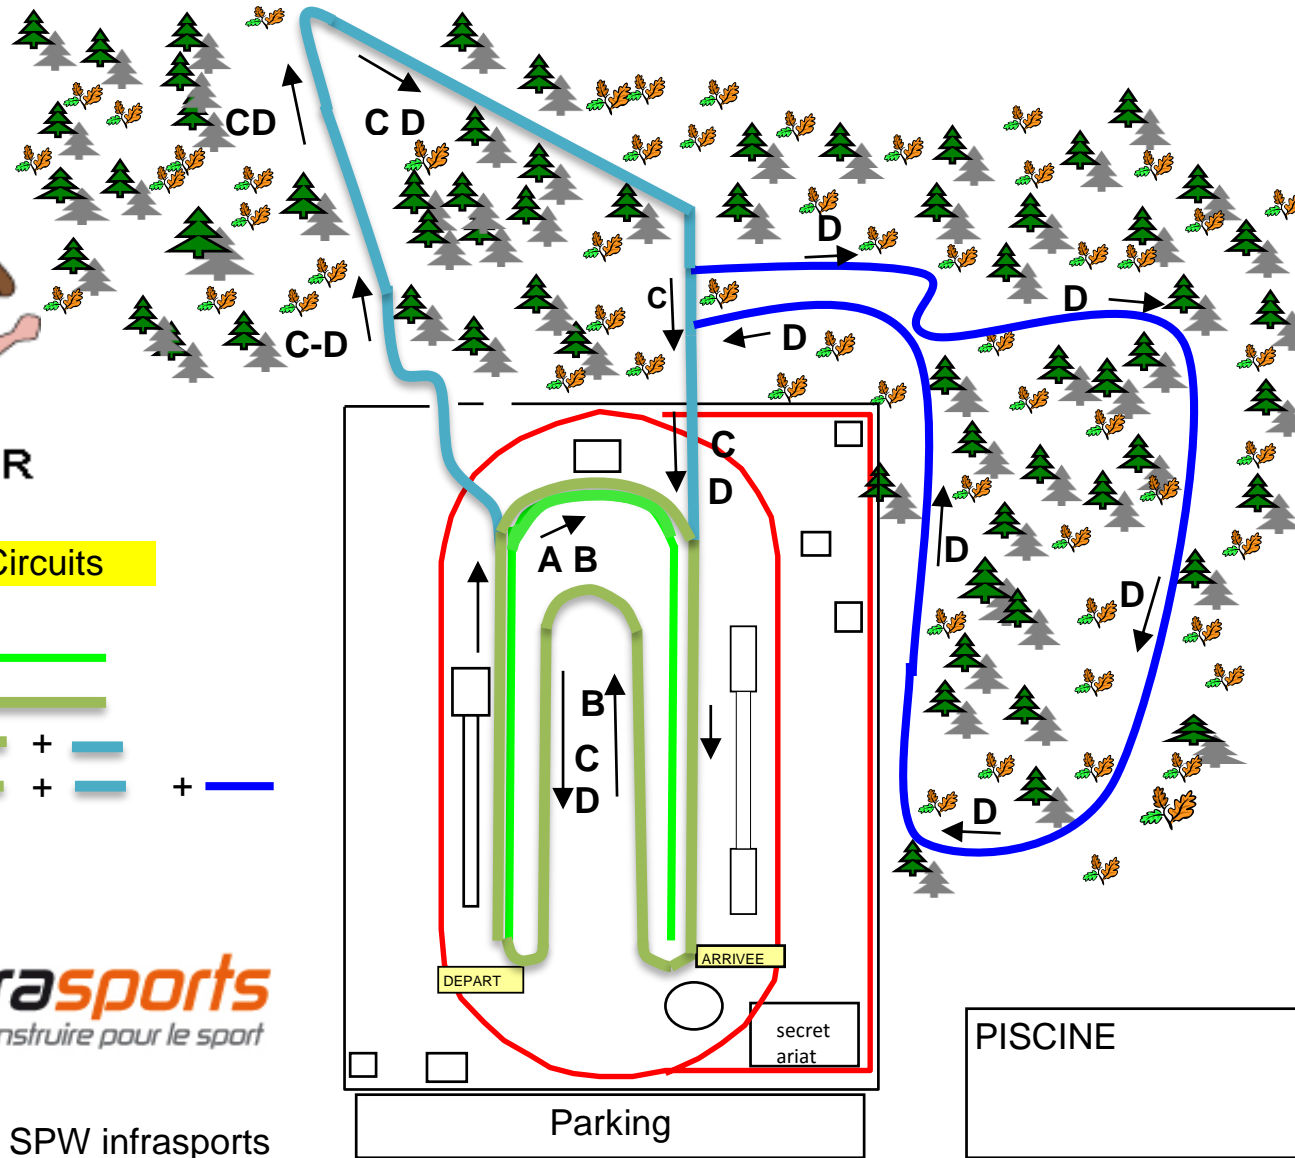 CD
C D
D
D
C
D
C-D
C
R
D
Circuits
A B
D
D
B
+
C
+
+
D
D
ARRIVEE
DEPART
rasports
nstruire pour le sport
secret
ariat
PISCINE
Parking
SPW infrasports